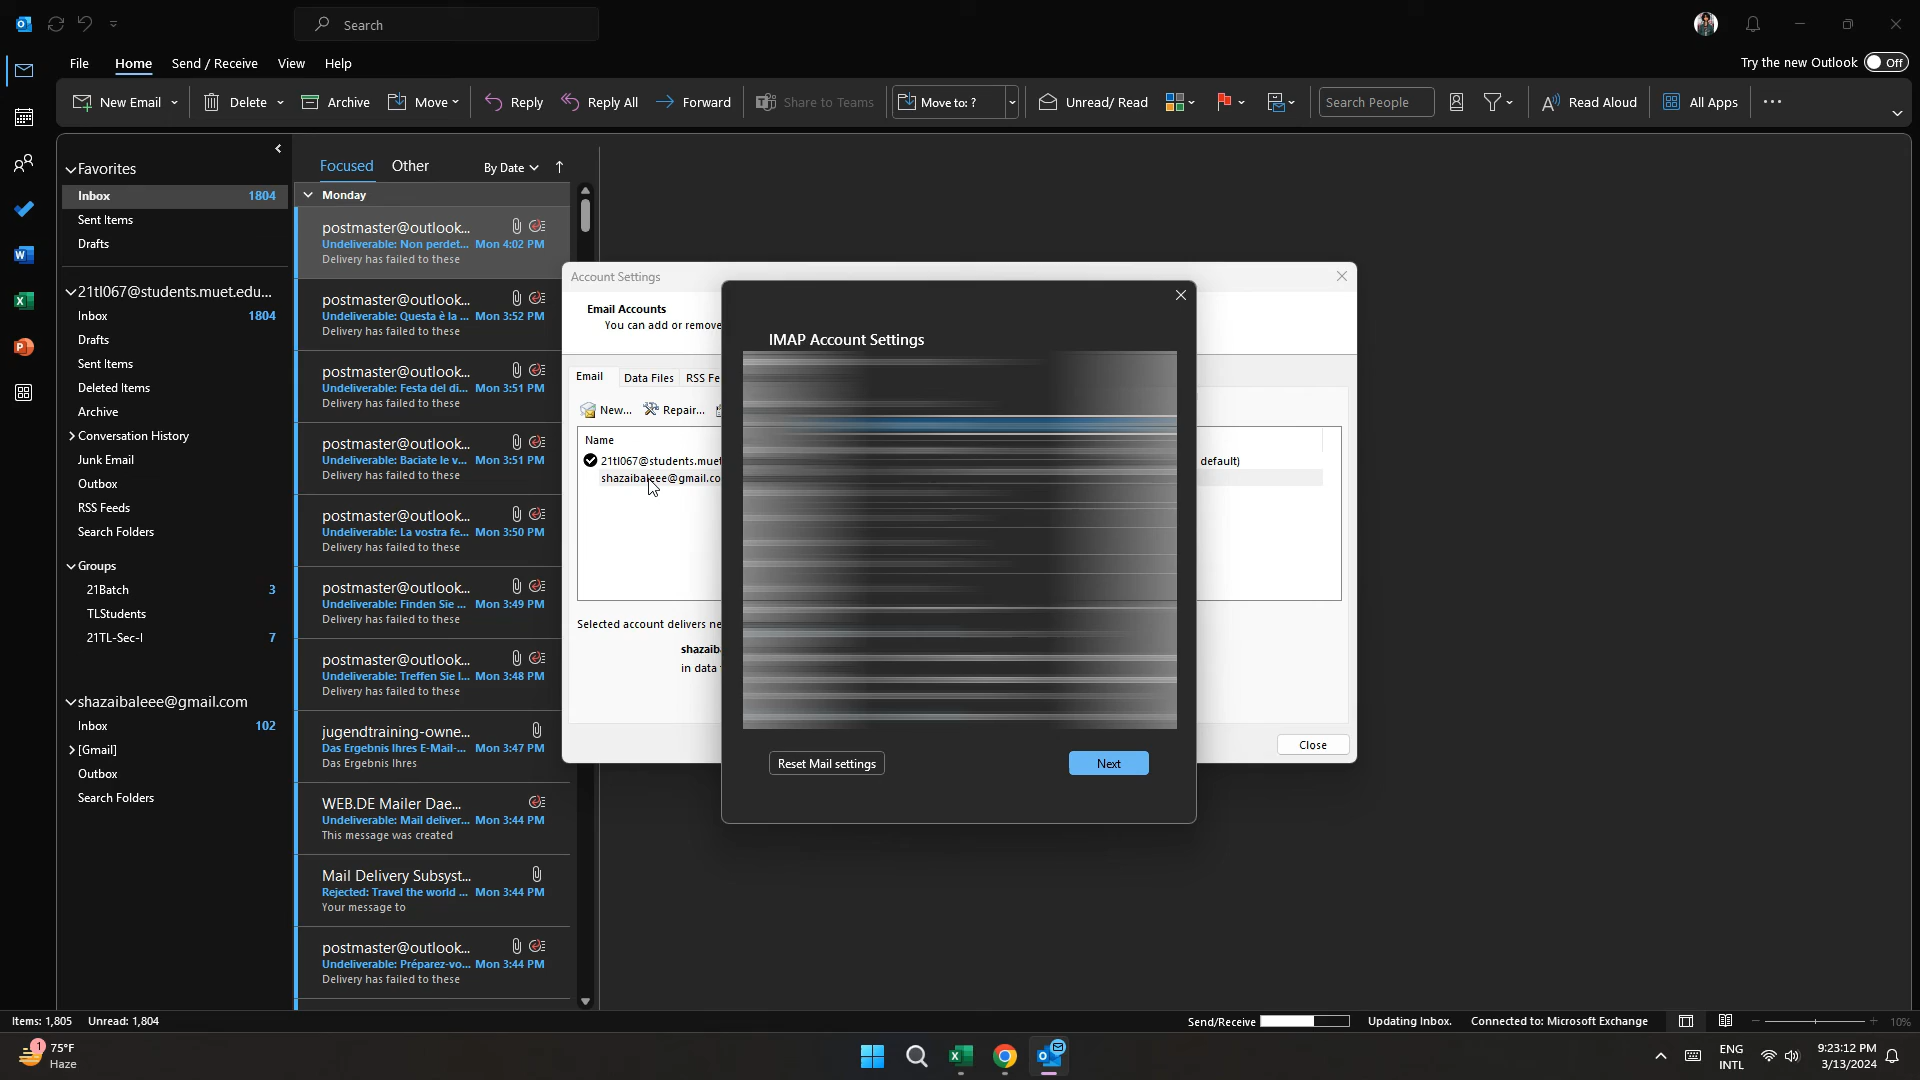 Search
File Home Send / Receive View Help
Try the new Outlook Off
New Email Delete Archive Move Reply Reply All Forward Share to Teams Move to: ? Unread/ Read Search People Read Aloud All Apps
Favorites
Inbox 1804
Sent Items
Drafts
21tl067@students.muet.edu...
Inbox 1804
Drafts
Sent Items
Deleted Items
Archive
Conversation History
Junk Email
Outbox
RSS Feeds
Search Folders
Groups
21Batch 3
TLStudents
21TL-Sec-I 7
shazaibaleee@gmail.com
Inbox 102
[Gmail]
Outbox
Search Folders
Focused Other By Date
Monday
postmaster@outlook...
Undeliverable: Non perdet... Mon 4:02 PM
Delivery has failed to these
postmaster@outlook...
Undeliverable: Questa è la ... Mon 3:52 PM
Delivery has failed to these
postmaster@outlook...
Undeliverable: Festa del di... Mon 3:51 PM
Delivery has failed to these
postmaster@outlook...
Undeliverable: Baciate le v... Mon 3:51 PM
Delivery has failed to these
postmaster@outlook...
Undeliverable: La vostra fe... Mon 3:50 PM
Delivery has failed to these
postmaster@outlook...
Undeliverable: Finden Sie ... Mon 3:49 PM
Delivery has failed to these
postmaster@outlook...
Undeliverable: Treffen Sie I... Mon 3:48 PM
Delivery has failed to these
jugendtraining-owne...
Das Ergebnis Ihres E-Mail-... Mon 3:47 PM
Das Ergebnis Ihres
WEB.DE Mailer Dae...
Undeliverable: Mail deliver... Mon 3:44 PM
This message was created
Mail Delivery Subsyst...
Rejected: Travel the world ... Mon 3:44 PM
Your message to
postmaster@outlook...
Undeliverable: Préparez-vo... Mon 3:44 PM
Delivery has failed to these
Account Settings
Email Accounts
You can add or remove
Email Data Files RSS Fe
New... Repair...
Name
21tl067@students.muet default)
shazaibaleee@gmail.co
Selected account delivers ne
shazaib
in data
Close
IMAP Account Settings
Reset Mail settings Next
Items: 1,805 Unread: 1,804 Send/Receive Updating Inbox. Connected to: Microsoft Exchange 10%
1
75°F
Haze
ENG
INTL
9:23:12 PM
3/13/2024